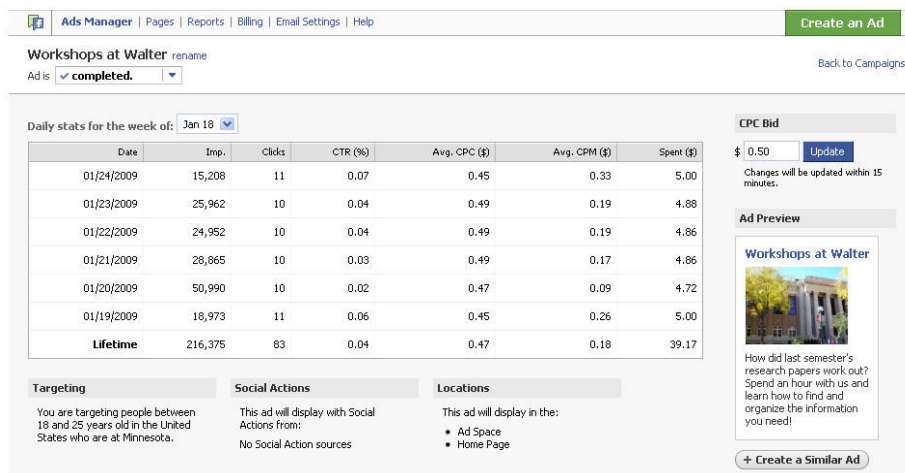 Ads Manager | Pages | Reports | Billing | Email Settings | Help
Create an Ad
Workshops at Walter rename
Ad is ✓ completed.
Back to Campaigns
Daily stats for the week of: Jan 18
Date Imp. Clicks CTR (%) Avg. CPC ($) Avg. CPM ($) Spent ($)
01/24/2009 15,208 11 0.07 0.45 0.33 5.00
01/23/2009 25,962 10 0.04 0.49 0.19 4.88
01/22/2009 24,952 10 0.04 0.49 0.19 4.86
01/21/2009 28,865 10 0.03 0.49 0.17 4.86
01/20/2009 50,990 10 0.02 0.47 0.09 4.72
01/19/2009 18,973 11 0.06 0.45 0.26 5.00
Lifetime 216,375 83 0.04 0.47 0.18 39.17
Targeting
You are targeting people between
18 and 25 years old in the United
States who are at Minnesota.
Social Actions
This ad will display with Social
Actions from:
No Social Action sources
Locations
This ad will display in the:
• Ad Space
• Home Page
CPC Bid
$ 0.50 Update
Changes will be updated within 15
minutes.
Ad Preview
Workshops at Walter
How did last semester's
research papers work out?
Spend an hour with us and
learn how to find and
organize the information
you need!
+ Create a Similar Ad